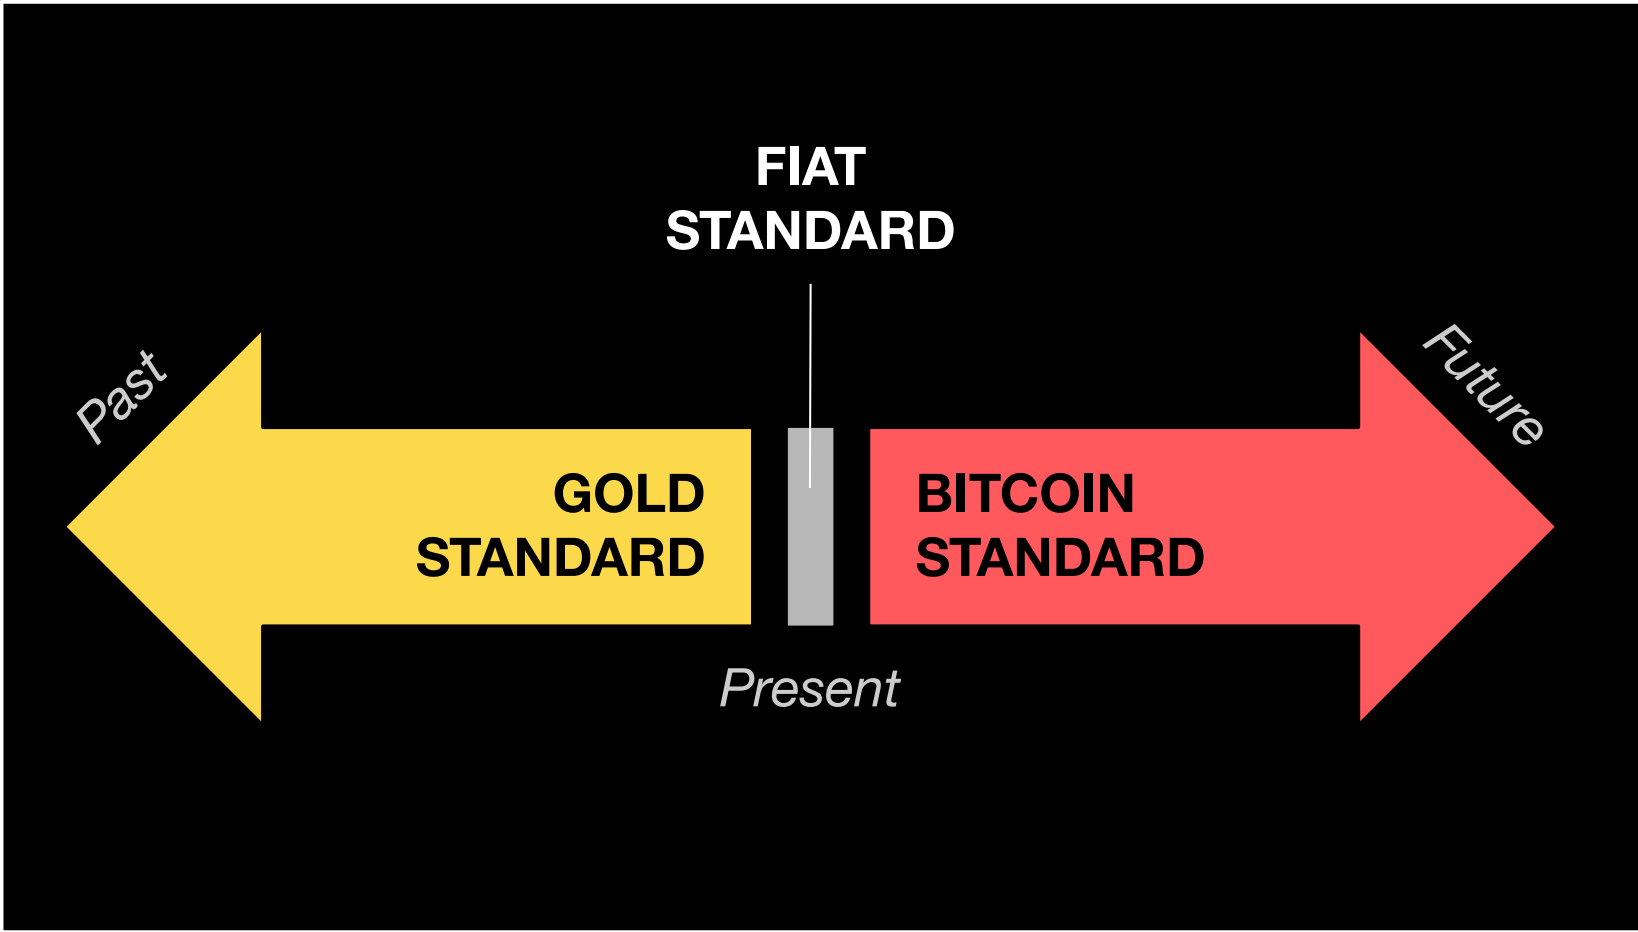 FIAT
STANDARD
Past
Future
GOLD
STANDARD
BITCOIN
STANDARD
Present